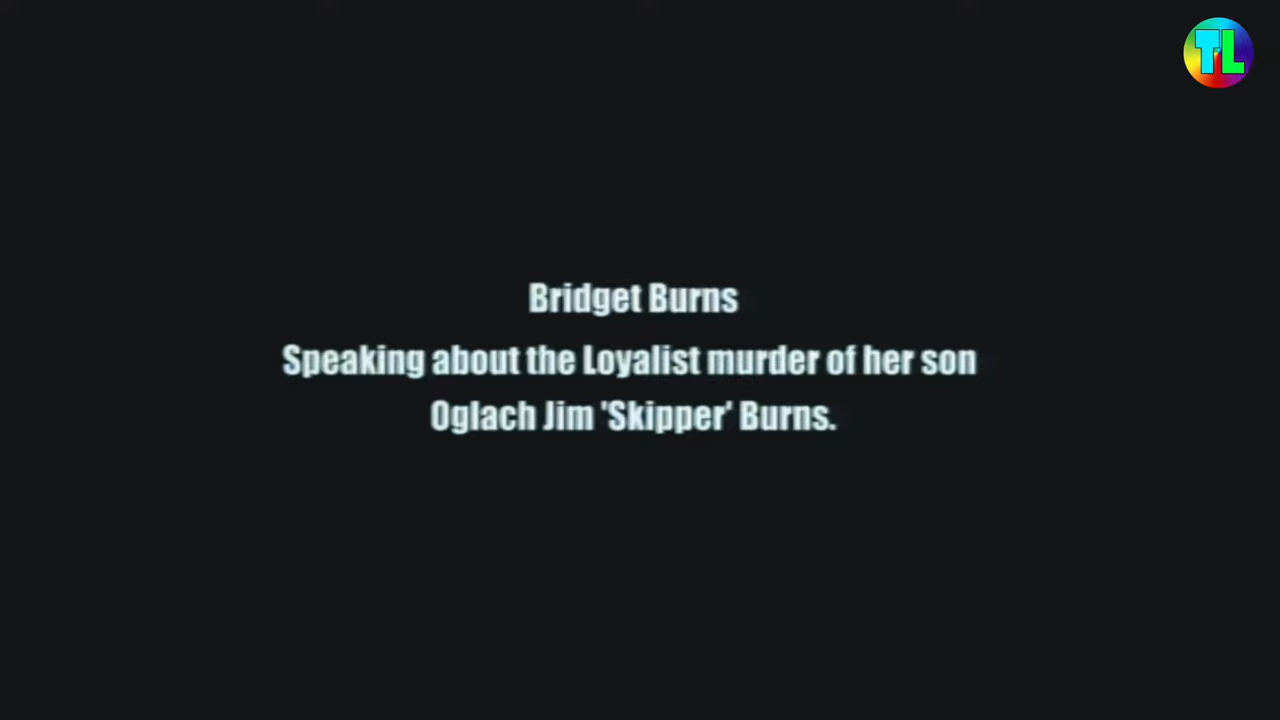 TL
Bridget Burns
Speaking about the Loyalist murder of her son
Oglach Jim 'Skipper' Burns.